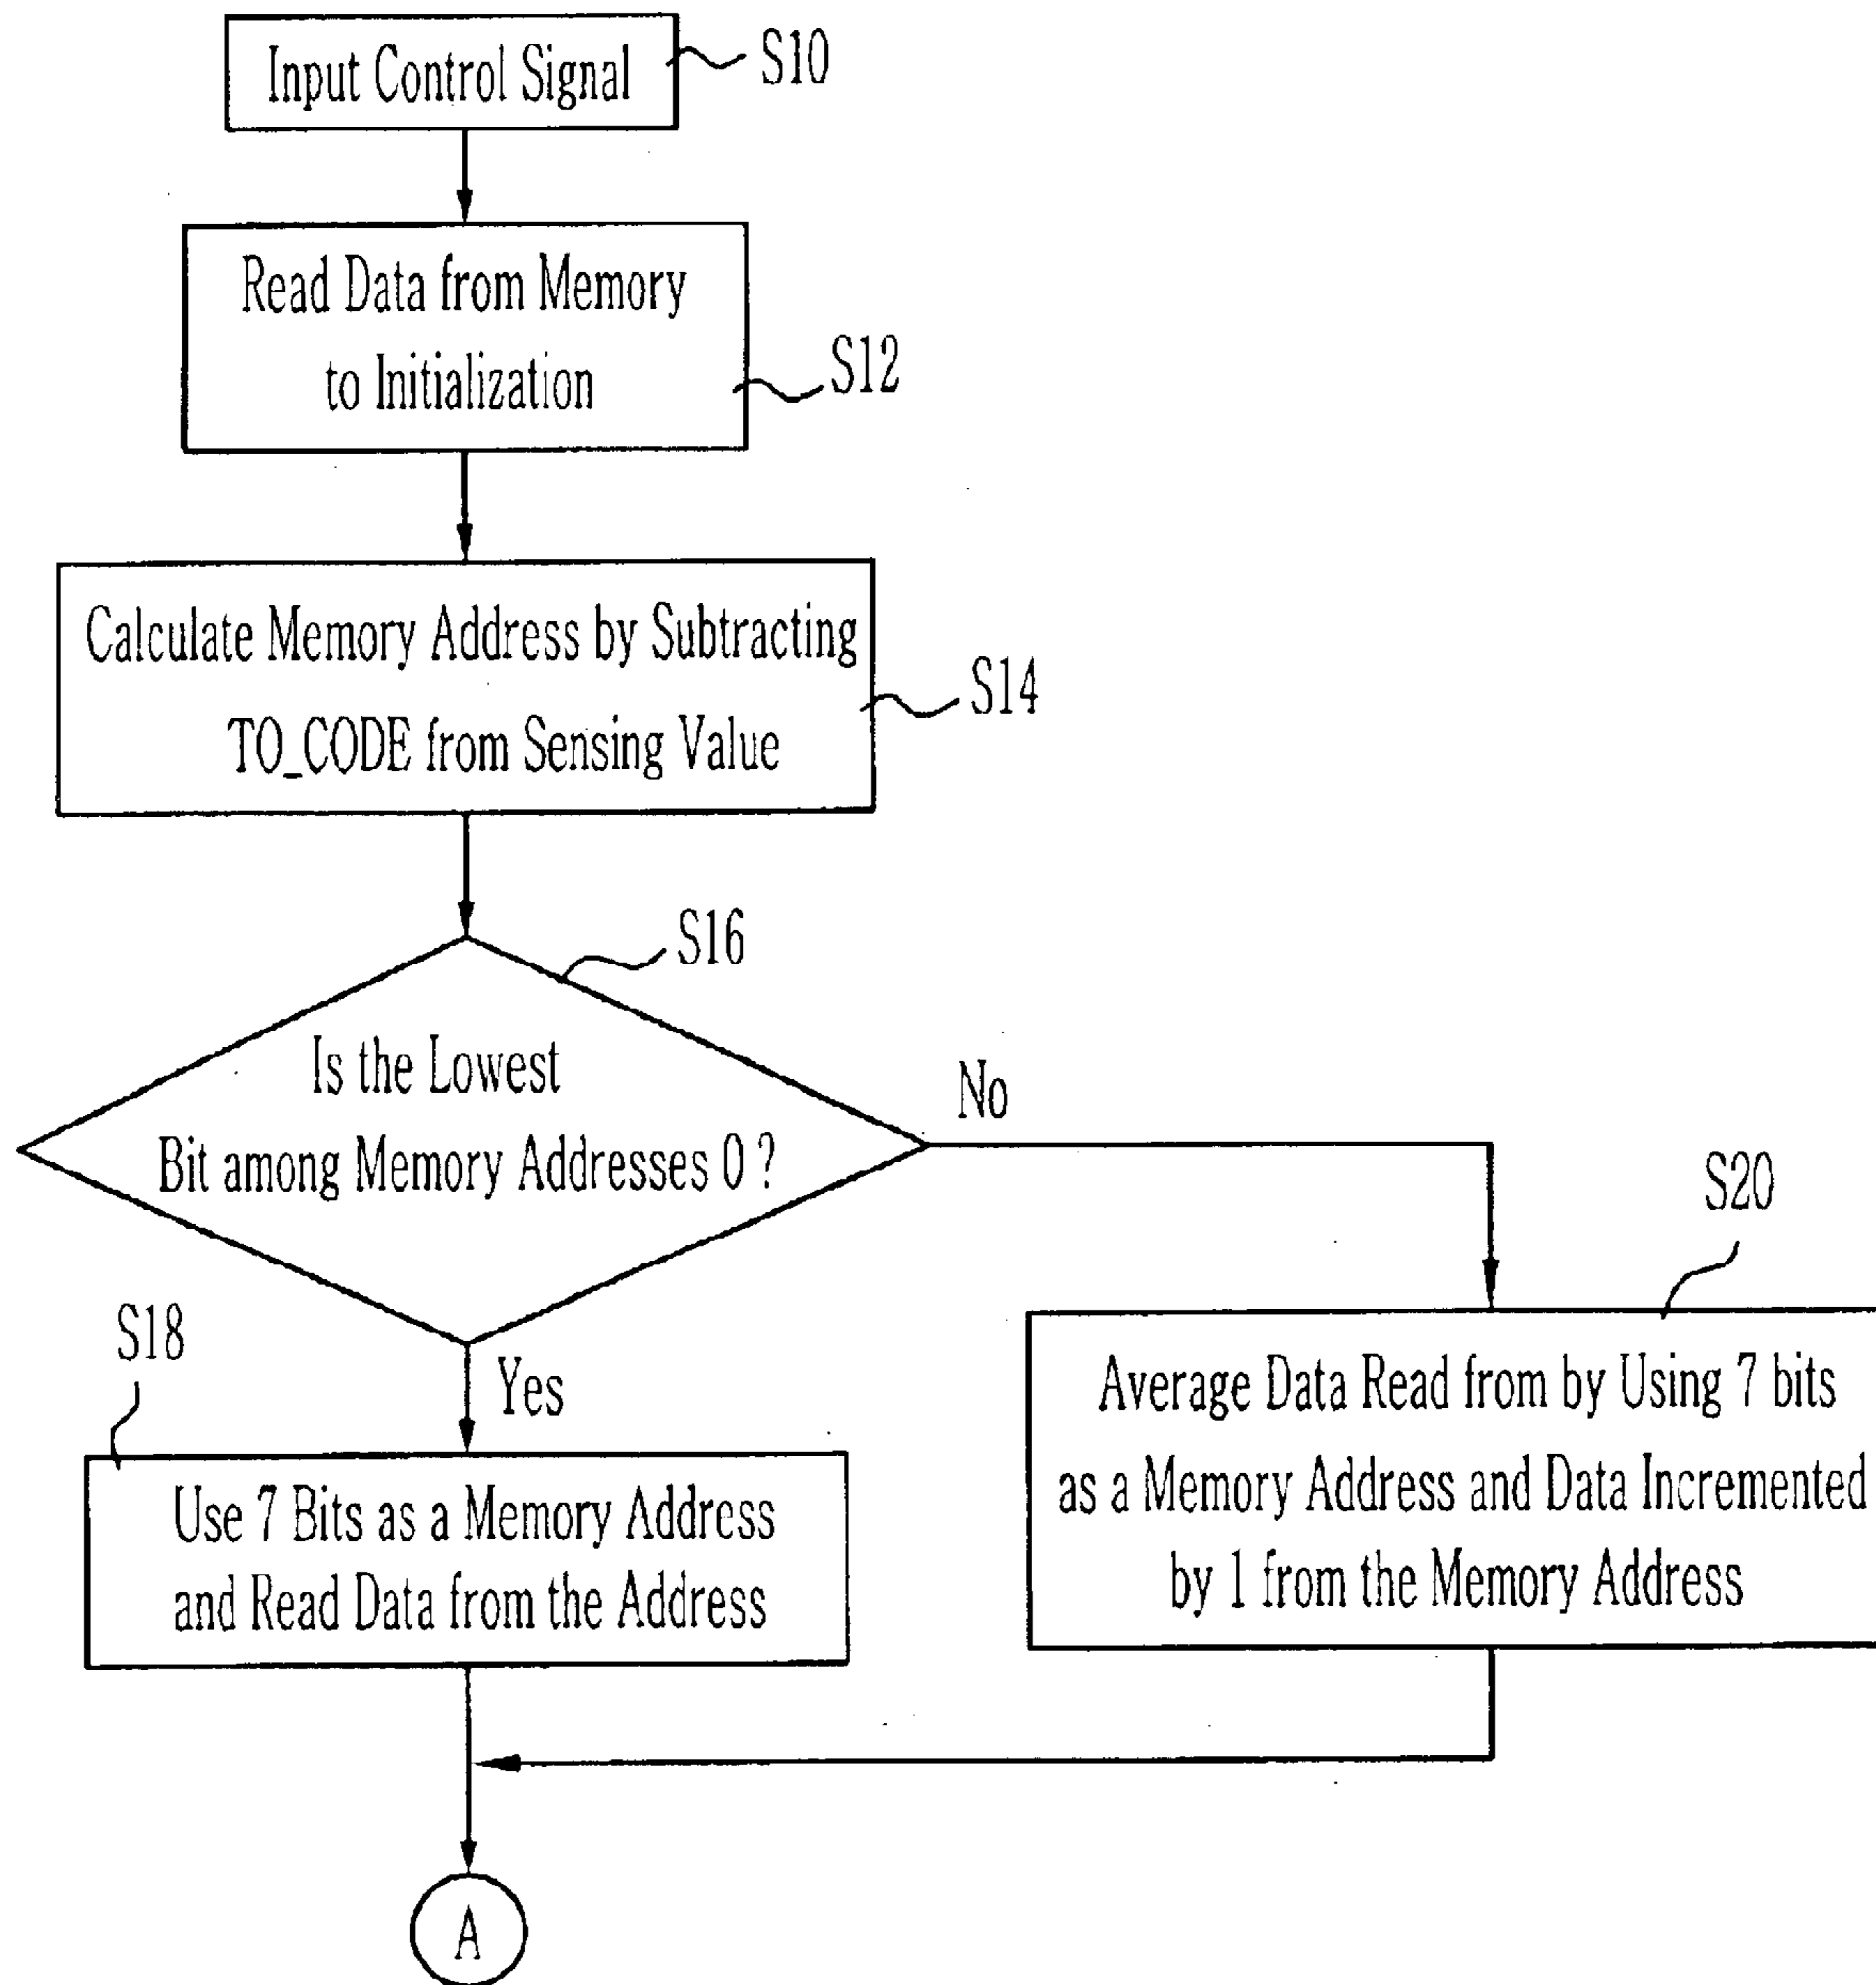 Input Control Signal
S10
Read Data from Memory
to Initialization
S12
Calculate Memory Address by Subtracting
TO_CODE from Sensing Value
S14
S16
Is the Lowest
Bit among Memory Addresses 0 ?
No
Yes
S18
Use 7 Bits as a Memory Address
and Read Data from the Address
S20
Average Data Read from by Using 7 bits
as a Memory Address and Data Incremented
by 1 from the Memory Address
A